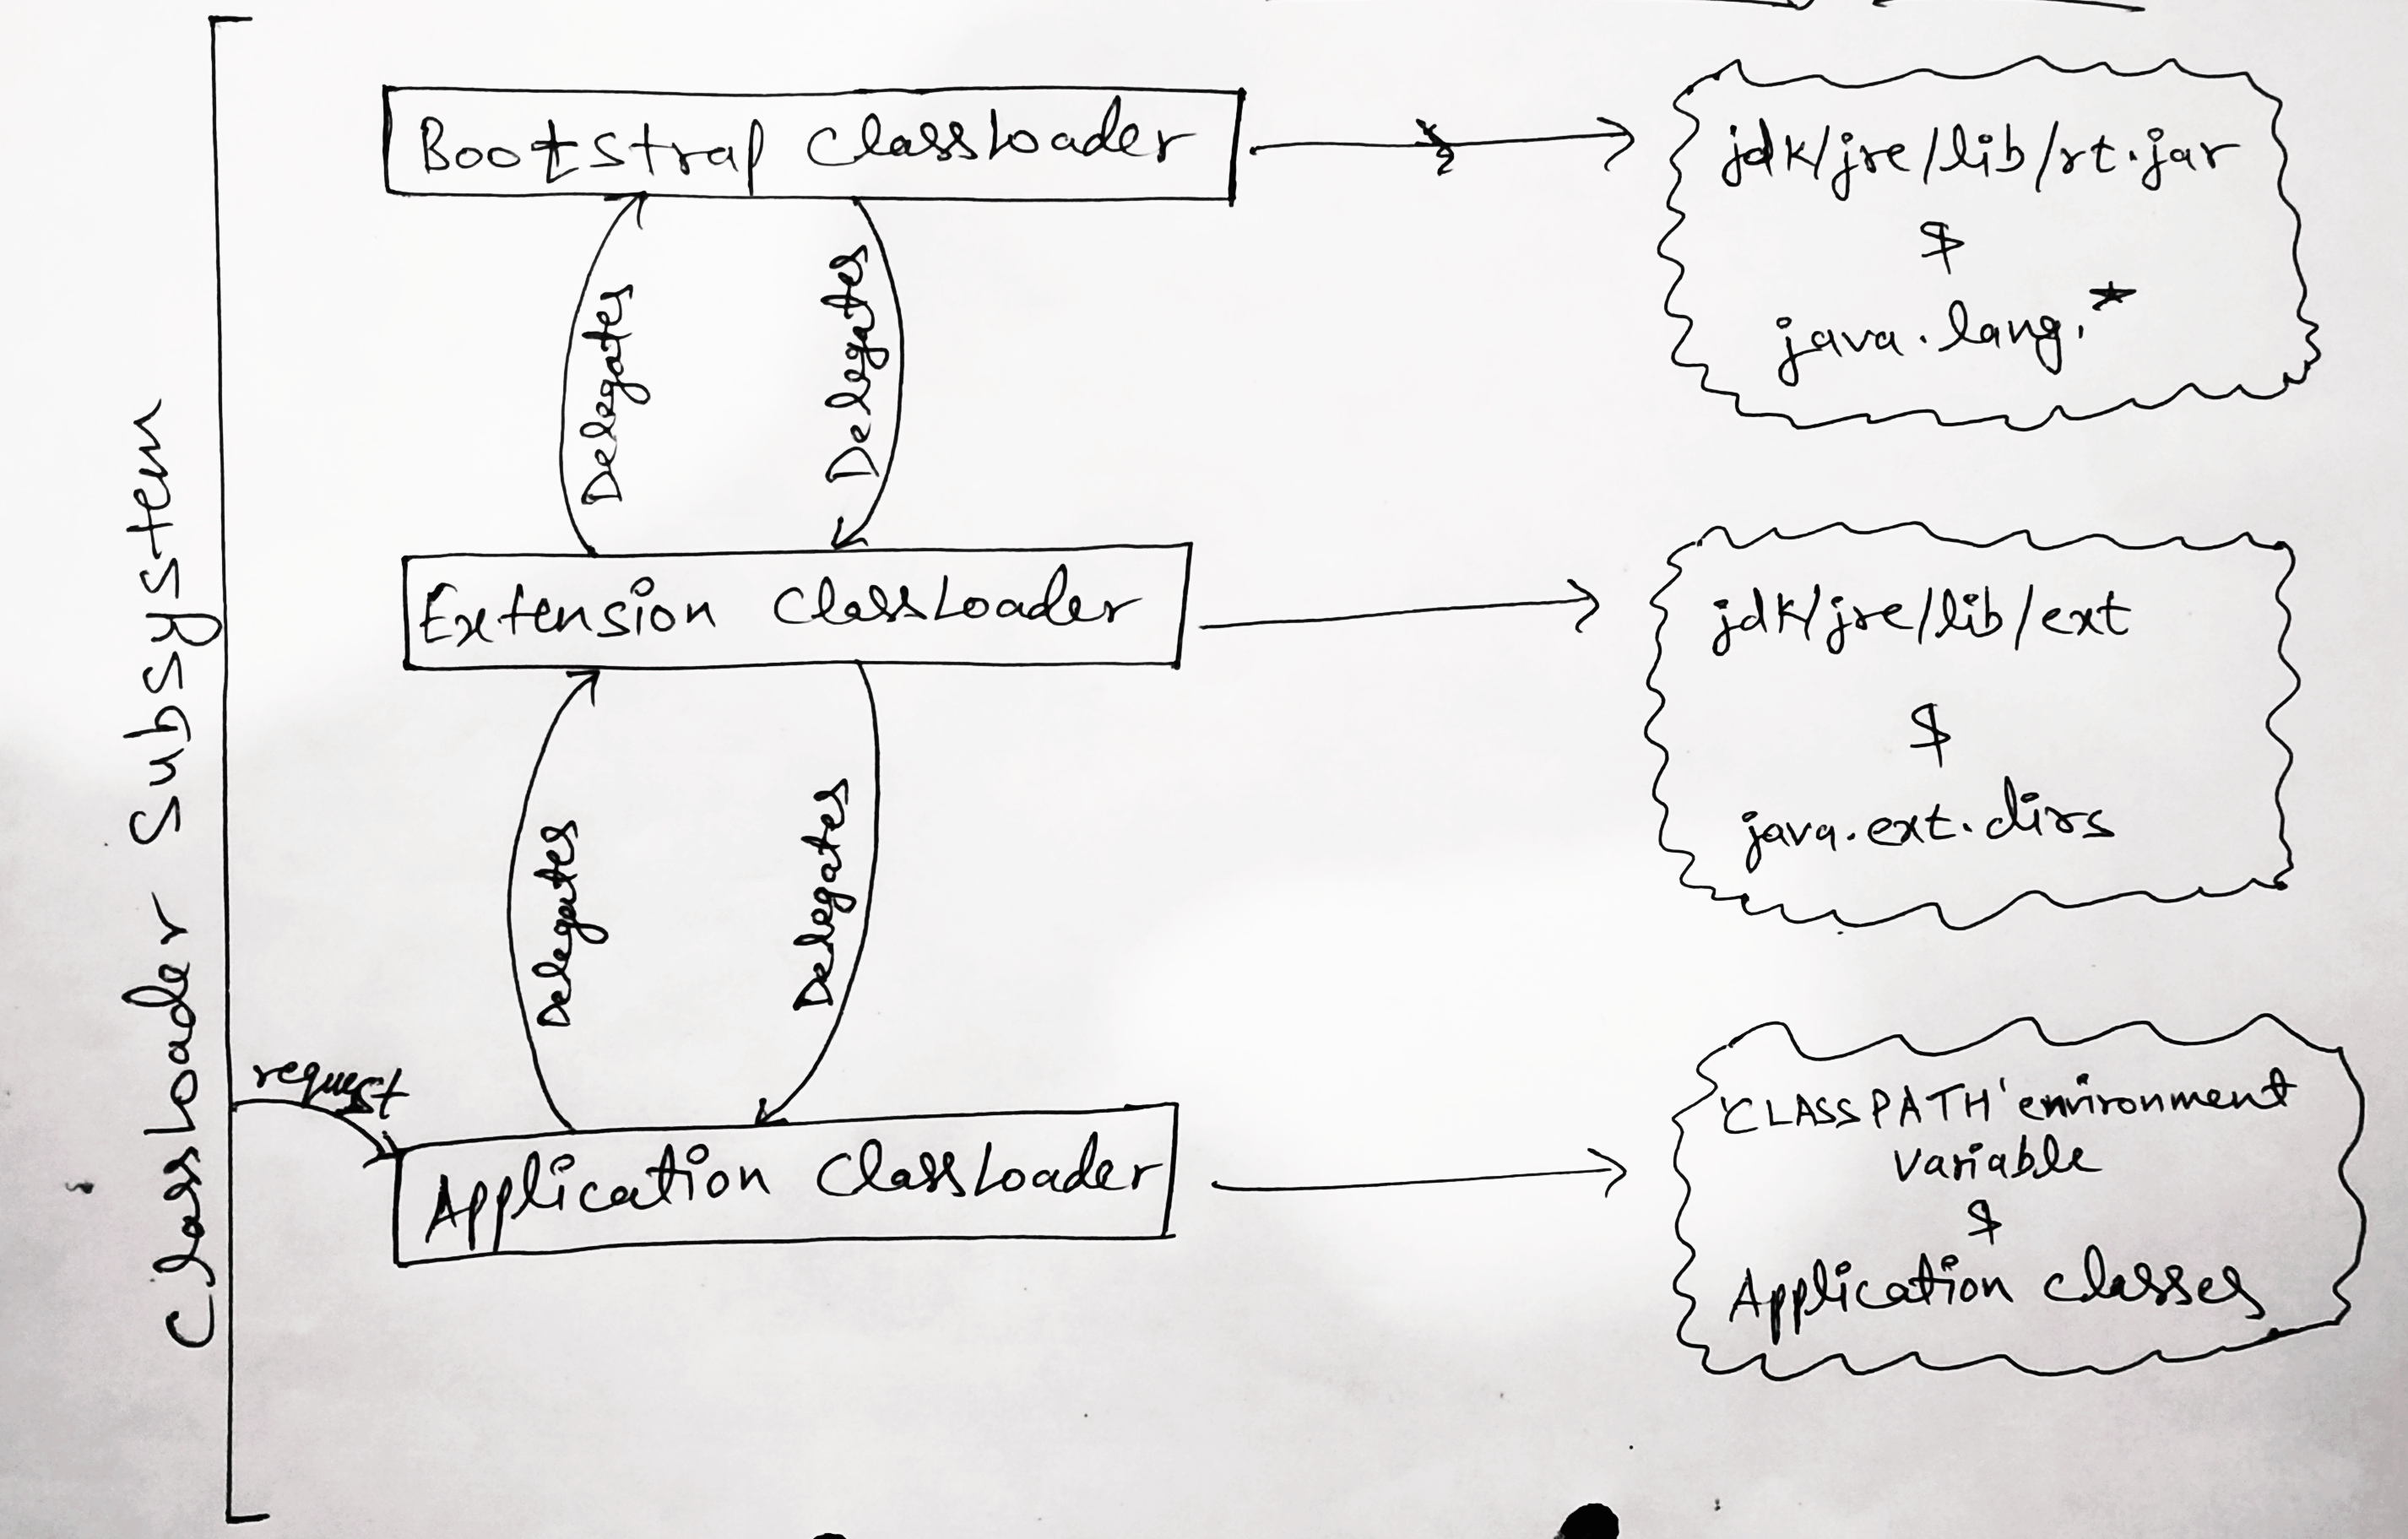 ClassLoader Subsystem
Bootstrap ClassLoader
jdk/jre/lib/rt.jar
&
java.lang.*
Delegates
Delegates
Extension ClassLoader
jdk/jre/lib/ext
&
java.ext.dirs
Delegates
Delegates
request
Application ClassLoader
'CLASSPATH' environment
variable
&
Application classes